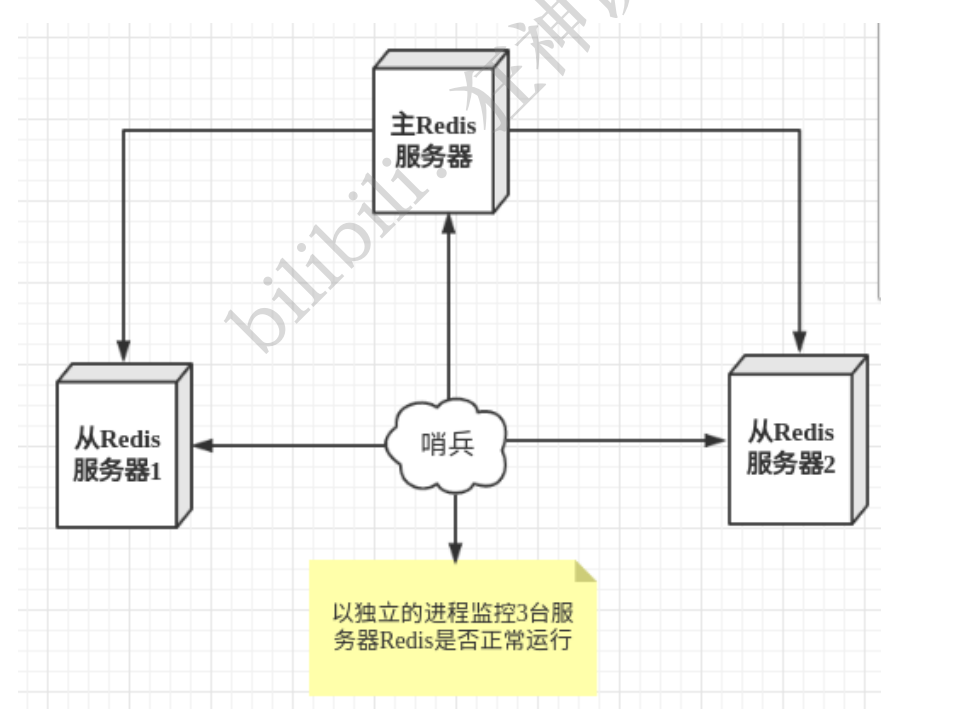 主Redis
服务器
bilibili:狂神
从Redis
服务器1
哨兵
从Redis
服务器2
以独立的进程监控3台服
务器Redis是否正常运行